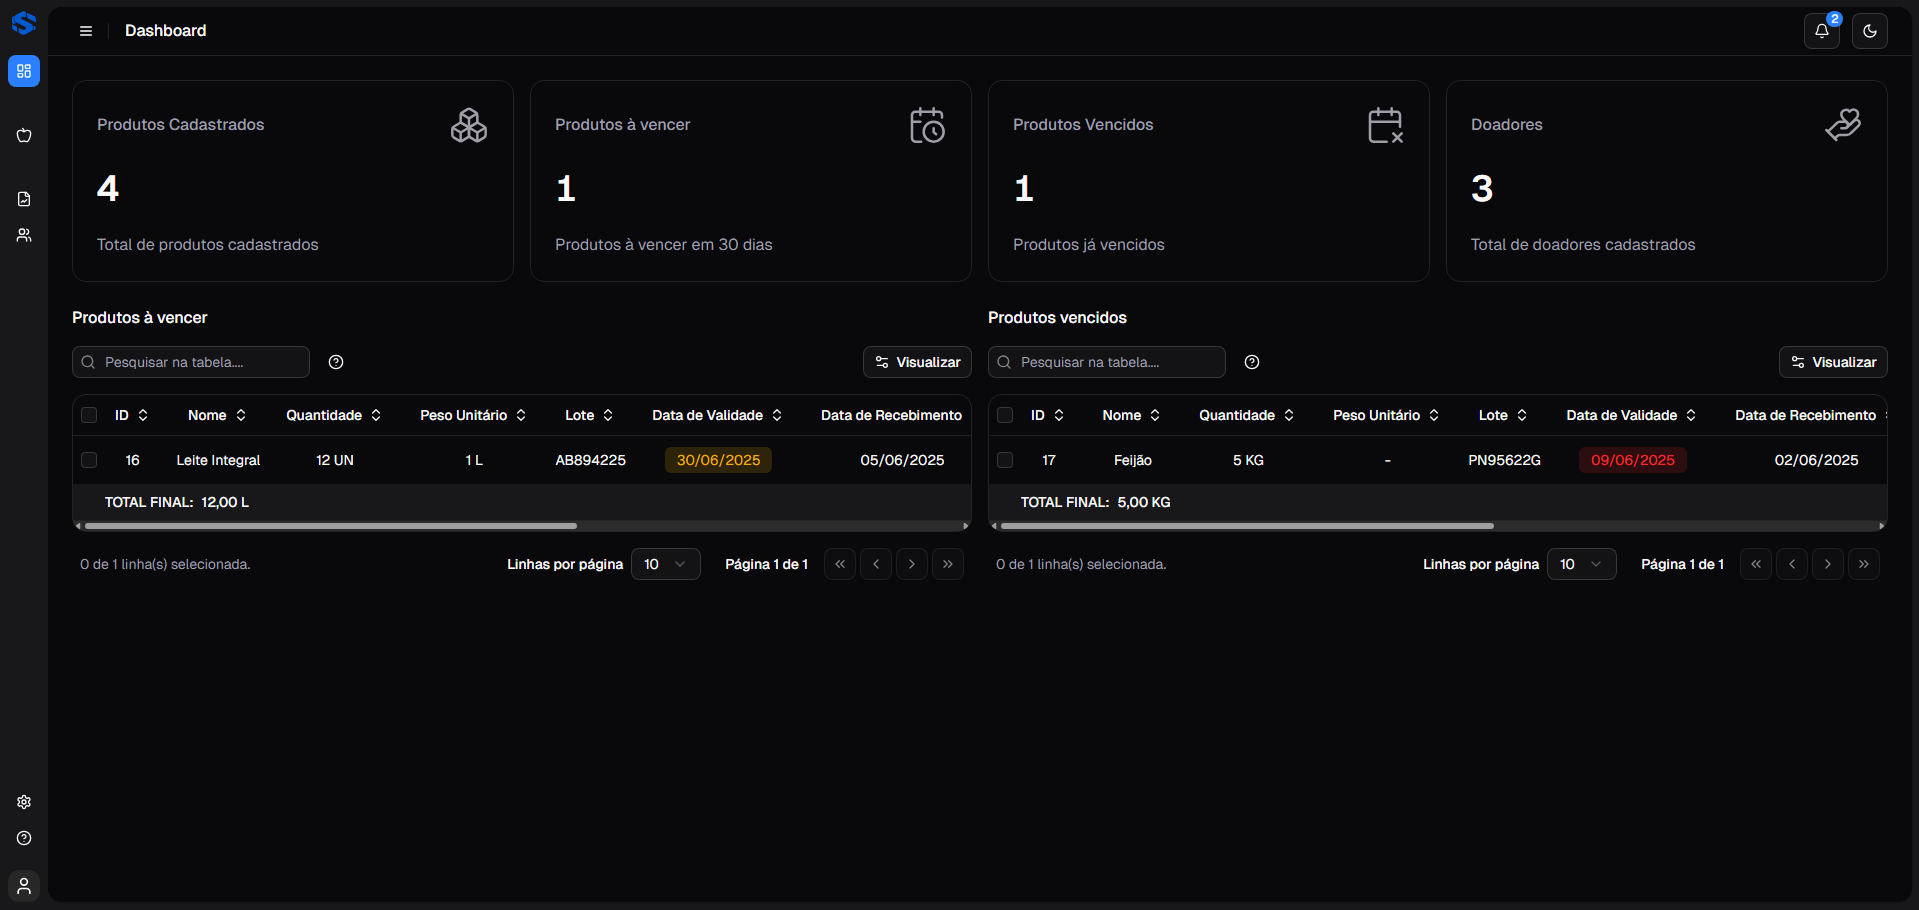 Dashboard
2
Produtos Cadastrados
4
Total de produtos cadastrados
Produtos à vencer
1
Produtos à vencer em 30 dias
Produtos Vencidos
1
Produtos já vencidos
Doadores
3
Total de doadores cadastrados
Produtos à vencer
Pesquisar na tabela....
Visualizar
ID Nome Quantidade Peso Unitário Lote Data de Validade Data de Recebimento
16 Leite Integral 12 UN 1 L AB894225 30/06/2025 05/06/2025
TOTAL FINAL: 12,00 L
0 de 1 linha(s) selecionada.
Linhas por página 10 Página 1 de 1
Produtos vencidos
Pesquisar na tabela....
Visualizar
ID Nome Quantidade Peso Unitário Lote Data de Validade Data de Recebimento
17 Feijão 5 KG - PN95622G 09/06/2025 02/06/2025
TOTAL FINAL: 5,00 KG
0 de 1 linha(s) selecionada.
Linhas por página 10 Página 1 de 1